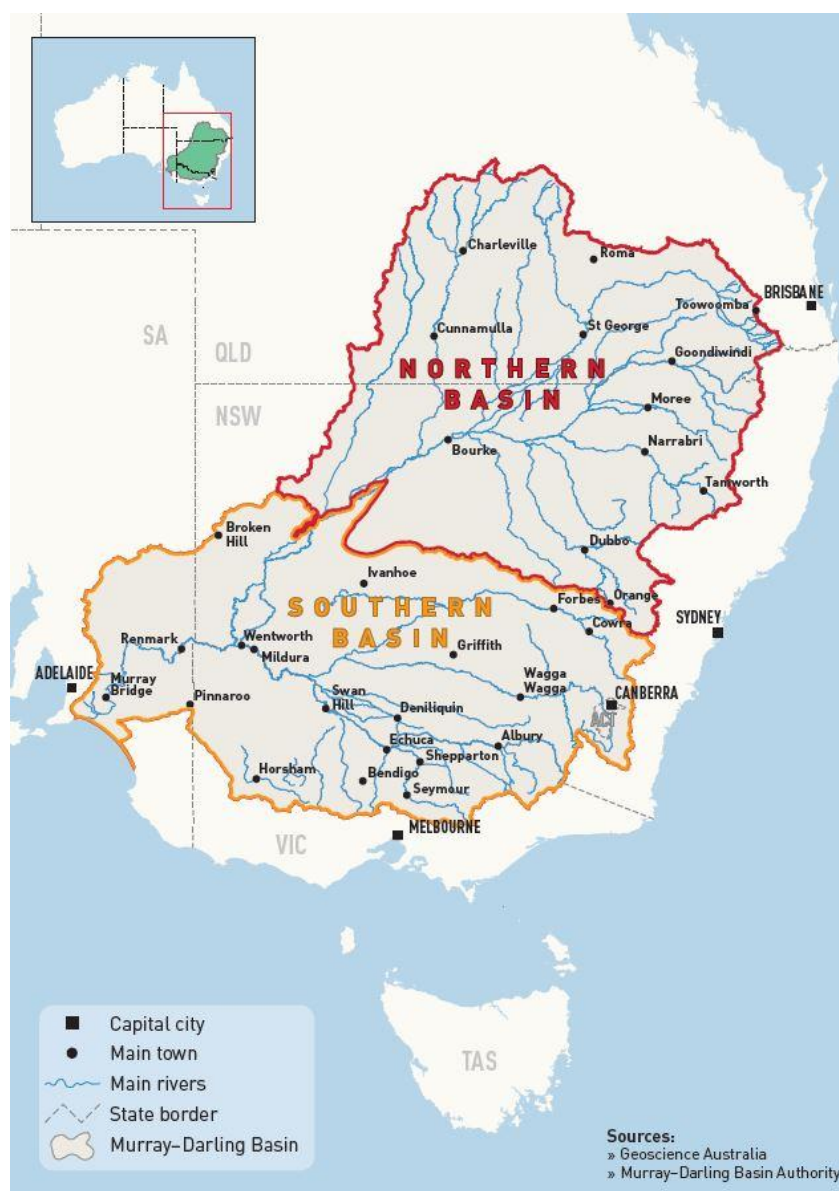 Charleville
Roma
BRISBANE
Toowoomba
Cunnamulla
St George
SA
QLD
Goondiwindi
NORTHERN
BASIN
NSW
Moree
Bourke
Narrabri
Tamworth
Broken
Hill
Dubbo
Ivanhoe
Orange
SOUTHERN
BASIN
Forbes
Cowra
SYDNEY
Renmark
Wentworth
Mildura
Griffith
ADELAIDE
Murray
Bridge
Pinnaroo
Swan
Hill
Wagga
Wagga
CANBERRA
Deniliquin
ACT
Echuca
Albury
Shepparton
Horsham
Bendigo
Seymour
VIC
MELBOURNE
TAS
Capital city
Main town
Main rivers
State border
Murray–Darling Basin
Sources:
» Geoscience Australia
» Murray–Darling Basin Authority